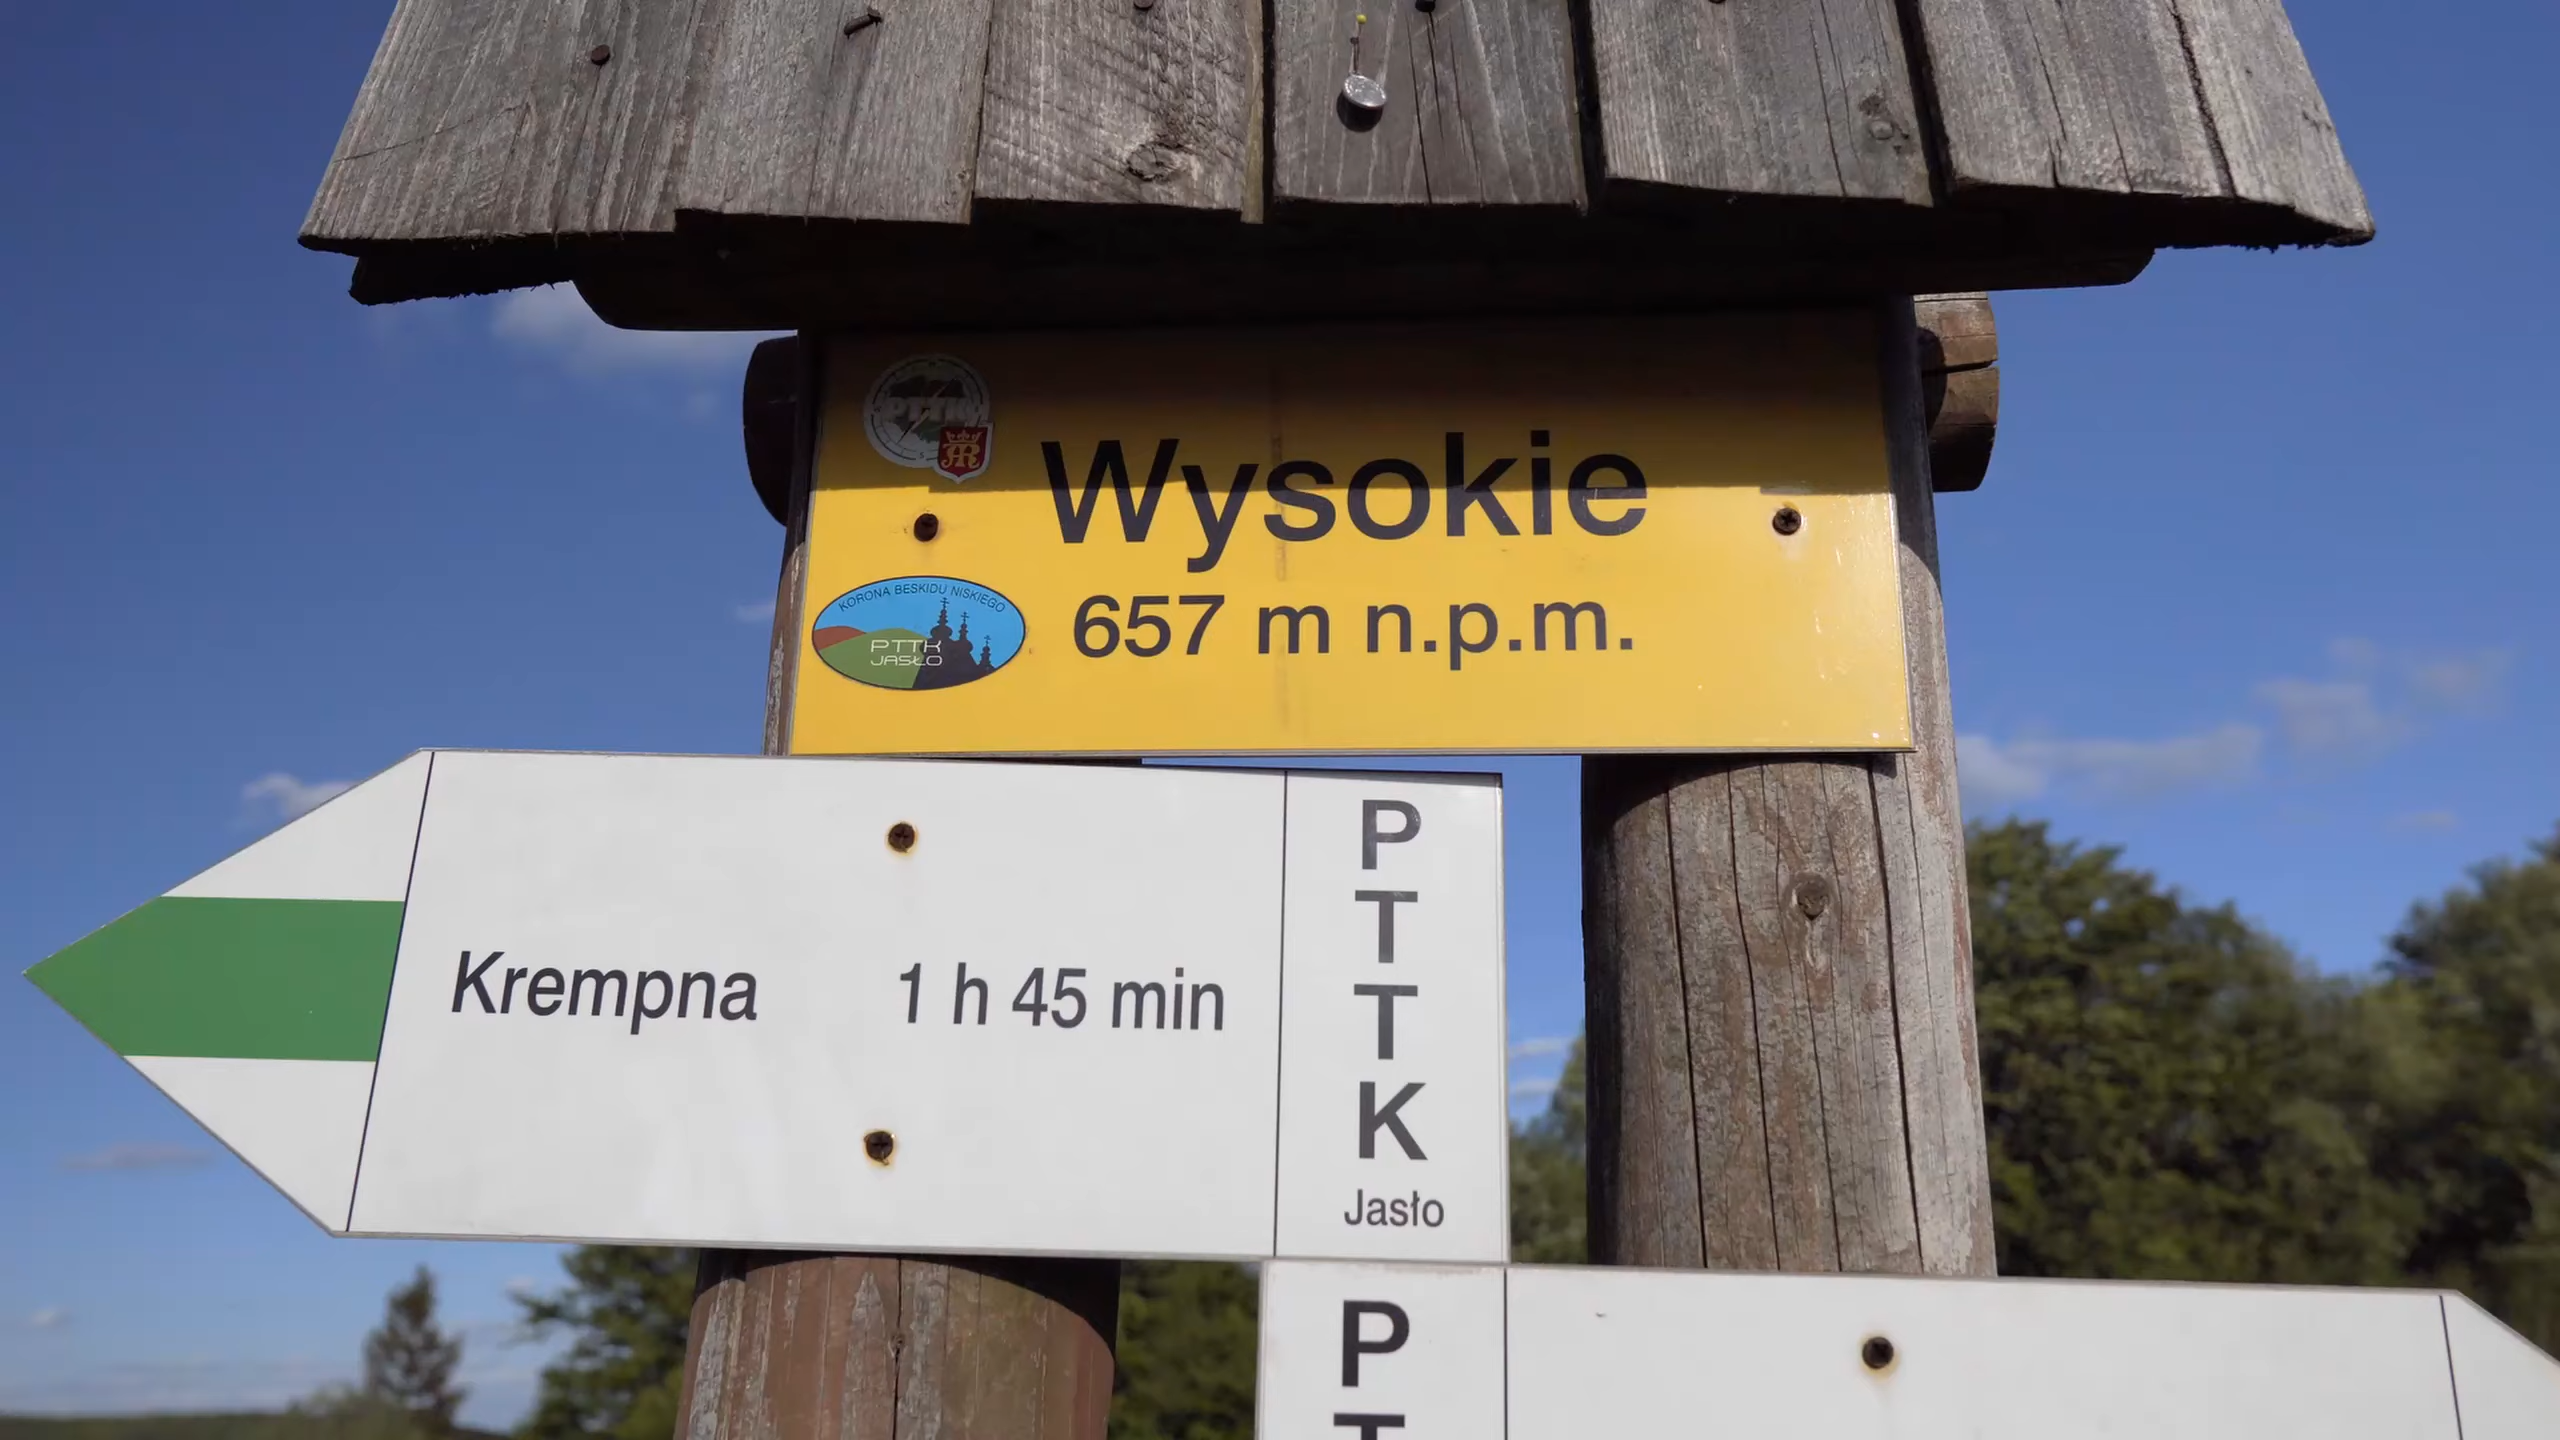 PTTK
Wysokie
KORONA BESKIDU NISKIEGO
PTTK
JASŁO
657 m n.p.m.
Krempna 1 h 45 min
P
T
T
K
Jasło
P
T